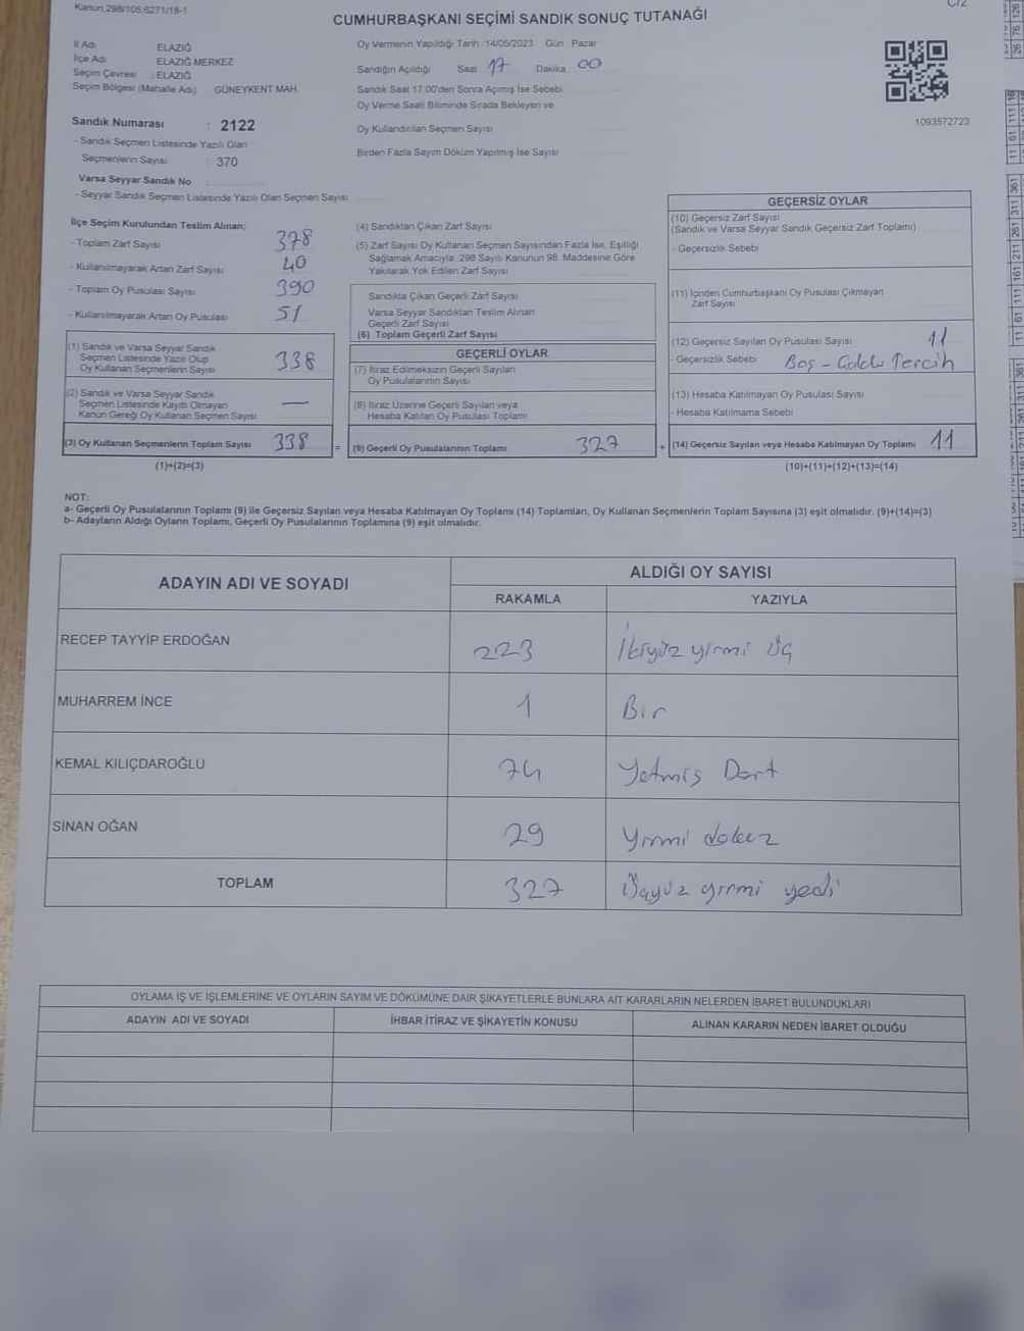 Kanun 298/105,6271/18-1
C/2
CUMHURBAŞKANI SEÇİMİ SANDIK SONUÇ TUTANAĞI
İl Adı ELAZIĞ
İlçe Adı ELAZIĞ MERKEZ
Seçim Çevresi : ELAZIĞ
Seçim Bölgesi (Mahalle Adı) GÜNEYKENT MAH.
Sandık Numarası : 2122
- Sandık Seçmen Listesinde Yazılı Olan
Seçmenlerin Sayısı : 370
Varsa Seyyar Sandık No
- Seyyar Sandık Seçmen Listesinde Yazılı Olan Seçmen Sayısı
Oy Vermenin Yapıldığı Tarih :14/05/2023 Gün Pazar
Sandığın Açıldığı Saat 17 Dakika 00
Sandık Saat 17.00'den Sonra Açılmış İse Sebebi
Oy Verme Saati Bitiminde Sırada Bekleyen ve
Oy Kullandırılan Seçmen Sayısı
Birden Fazla Sayım Döküm Yapılmış İse Sayısı
1093972723
İlçe Seçim Kurulundan Teslim Alınan;
- Toplam Zarf Sayısı 378
- Kullanılmayarak Artan Zarf Sayısı 40
- Toplam Oy Pusulası Sayısı 390
- Kullanılmayarak Artan Oy Pusulası 51
(1) Sandık ve Varsa Seyyar Sandık
Seçmen Listesinde Yazılı Olup
Oy Kullanan Seçmenlerin Sayısı 338
(2) Sandık ve Varsa Seyyar Sandık
Seçmen Listesinde Kayıtlı Olmayan
Kanun Gereği Oy Kullanan Seçmen Sayısı —
(3) Oy Kullanan Seçmenlerin Toplam Sayısı 338 =
(1)+(2)=(3)
(4) Sandıktan Çıkan Zarf Sayısı
(5) Zarf Sayısı Oy Kullanan Seçmen Sayısından Fazla İse, Eşitliği
Sağlamak Amacıyla, 298 Sayılı Kanunun 98. Maddesine Göre
Yakılarak Yok Edilen Zarf Sayısı
Sandıkta Çıkan Geçerli Zarf Sayısı
Varsa Seyyar Sandıktan Teslim Alınan
Geçerli Zarf Sayısı
(6) Toplam Geçerli Zarf Sayısı
GEÇERLİ OYLAR
(7) İtiraz Edilmeksizin Geçerli Sayılan
Oy Pusulalarının Sayısı
(8) İtiraz Üzerine Geçerli Sayılan veya
Hesaba Katılan Oy Pusulası Toplamı
(9) Geçerli Oy Pusulalarının Toplamı 327 +
GEÇERSİZ OYLAR
(10) Geçersiz Zarf Sayısı
(Sandık ve Varsa Seyyar Sandık Geçersiz Zarf Toplamı)
- Geçersizlik Sebebi
(11) İçinden Cumhurbaşkanı Oy Pusulası Çıkmayan
Zarf Sayısı
(12) Geçersiz Sayılan Oy Pusulası Sayısı 11
- Geçersizlik Sebebi Boş - Çoklu Tercih
(13) Hesaba Katılmayan Oy Pusulası Sayısı
- Hesaba Katılmama Sebebi
(14) Geçersiz Sayılan veya Hesaba Katılmayan Oy Toplamı 11
(10)+(11)+(12)+(13)=(14)
NOT:
a- Geçerli Oy Pusulalarının Toplamı (9) ile Geçersiz Sayılan veya Hesaba Katılmayan Oy Toplamı (14) Toplamları, Oy Kullanan Seçmenlerin Toplam Sayısına (3) eşit olmalıdır. (9)+(14)=(3)
b- Adayların Aldığı Oyların Toplamı, Geçerli Oy Pusulalarının Toplamına (9) eşit olmalıdır.
ADAYIN ADI VE SOYADI
ALDIĞI OY SAYISI
RAKAMLA YAZIYLA
RECEP TAYYİP ERDOĞAN 223 İkiyüz yirmi üç
MUHARREM İNCE 1 Bir
KEMAL KILIÇDAROĞLU 74 Yetmiş Dört
SİNAN OĞAN 29 Yirmi dokuz
TOPLAM 327 Üçyüz yirmi yedi
OYLAMA İŞ VE İŞLEMLERİNE VE OYLARIN SAYIM VE DÖKÜMÜNE DAİR ŞİKAYETLERLE BUNLARA AİT KARARLARIN NELERDEN İBARET BULUNDUKLARI
ADAYIN ADI VE SOYADI
İHBAR İTİRAZ VE ŞİKAYETİN KONUSU
ALINAN KARARIN NEDEN İBARET OLDUĞU